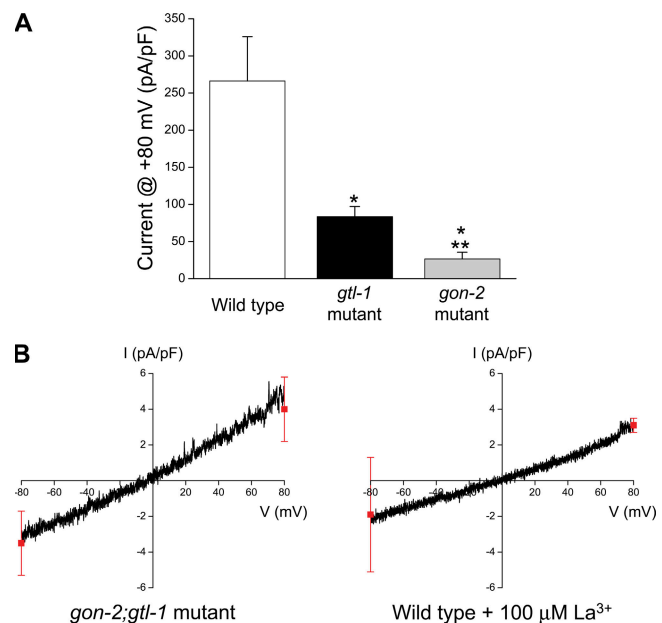 A
Current @ +80 mV (pA/pF)
350
300
250
200
150
100
50
0
*
*
**
Wild type
gtl-1
mutant
gon-2
mutant
B
I (pA/pF)
6
4
2
-80 -60 -40 -20 20 40 60 80
V (mV)
-2
-4
-6
gon-2;gtl-1 mutant
I (pA/pF)
6
4
2
-80 -60 -40 -20 20 40 60 80
V (mV)
-2
-4
-6
Wild type + 100 μM La³⁺